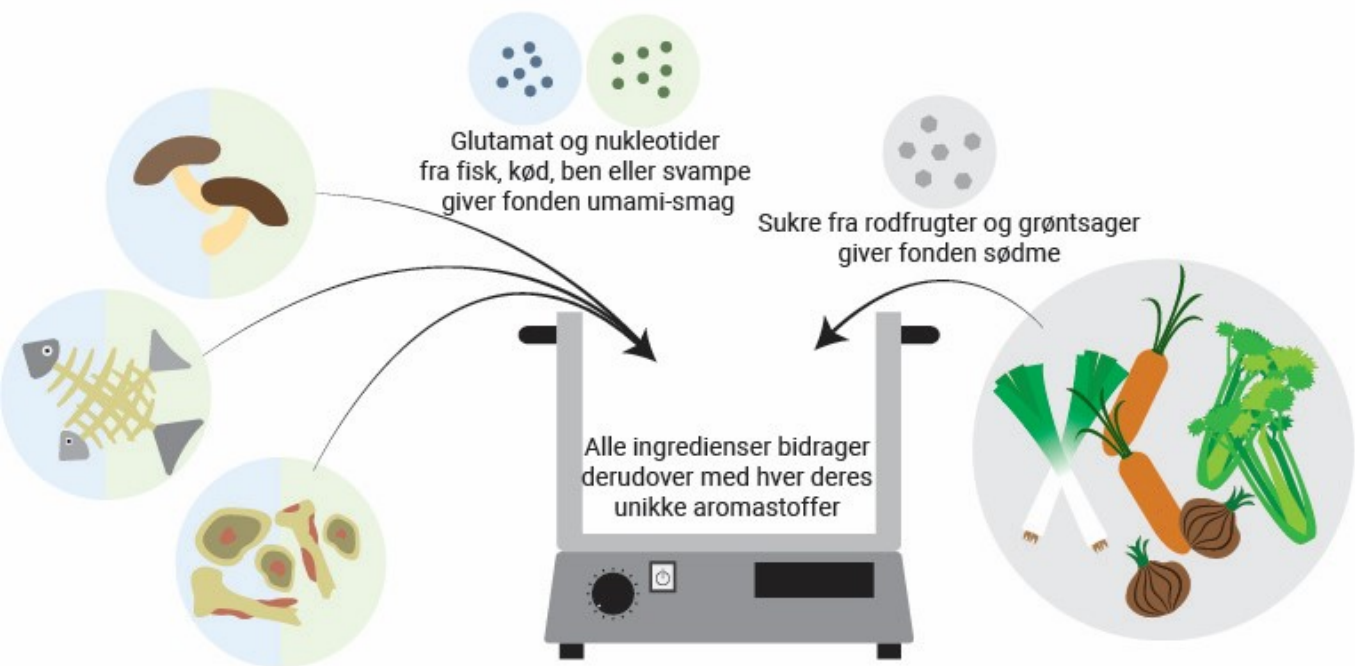 Glutamat og nukleotider
fra fisk, kød, ben eller svampe
giver fonden umami-smag
Sukre fra rodfrugter og grøntsager
giver fonden sødme
Alle ingredienser bidrager
derudover med hver deres
unikke aromastoffer